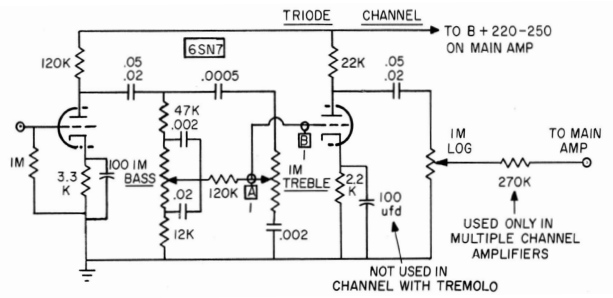 TRIODE CHANNEL
TO B + 220-250
ON MAIN AMP
6SN7
120K
.05
.02
.0005
22K
.05
.02
47K
.002
B
1
1M
LOG
TO MAIN
AMP
1M
3.3
K
100
1M
BASS
120K
A
1
1M
TREBLE
2.2
K
100
ufd
270K
.02
12K
.002
USED ONLY IN
MULTIPLE CHANNEL
AMPLIFIERS
NOT USED IN
CHANNEL WITH TREMOLO